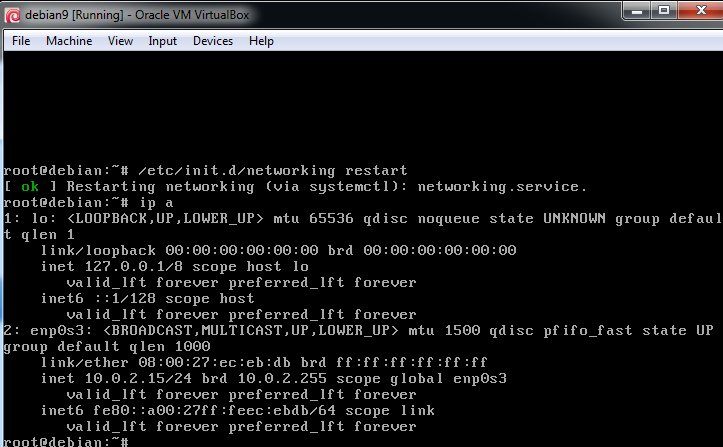 debian9 [Running] - Oracle VM VirtualBox
File Machine View Input Devices Help
root@debian:~# /etc/init.d/networking restart
[ ok ] Restarting networking (via systemctl): networking.service.
root@debian:~# ip a
1: lo: <LOOPBACK,UP,LOWER_UP> mtu 65536 qdisc noqueue state UNKNOWN group defaul
t qlen 1
    link/loopback 00:00:00:00:00:00 brd 00:00:00:00:00:00
    inet 127.0.0.1/8 scope host lo
       valid_lft forever preferred_lft forever
    inet6 ::1/128 scope host
       valid_lft forever preferred_lft forever
2: enp0s3: <BROADCAST,MULTICAST,UP,LOWER_UP> mtu 1500 qdisc pfifo_fast state UP
group default qlen 1000
    link/ether 08:00:27:ec:eb:db brd ff:ff:ff:ff:ff:ff
    inet 10.0.2.15/24 brd 10.0.2.255 scope global enp0s3
       valid_lft forever preferred_lft forever
    inet6 fe80::a00:27ff:feec:ebdb/64 scope link
       valid_lft forever preferred_lft forever
root@debian:~#